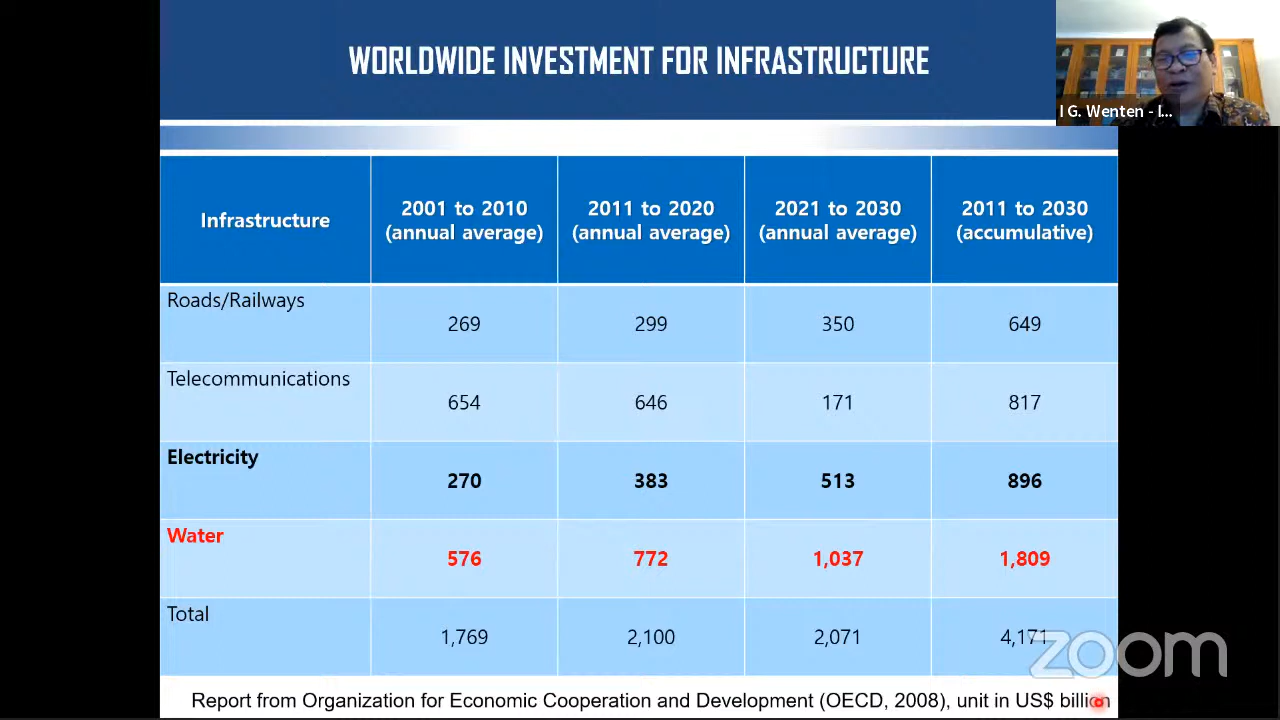 WORLDWIDE INVESTMENT FOR INFRASTRUCTURE
I G. Wenten - I...
Infrastructure
2001 to 2010
(annual average)
2011 to 2020
(annual average)
2021 to 2030
(annual average)
2011 to 2030
(accumulative)
Roads/Railways
269
299
350
649
Telecommunications
654
646
171
817
Electricity
270
383
513
896
Water
576
772
1,037
1,809
Total
1,769
2,100
2,071
4,171
zoom
Report from Organization for Economic Cooperation and Development (OECD, 2008), unit in US$ billion